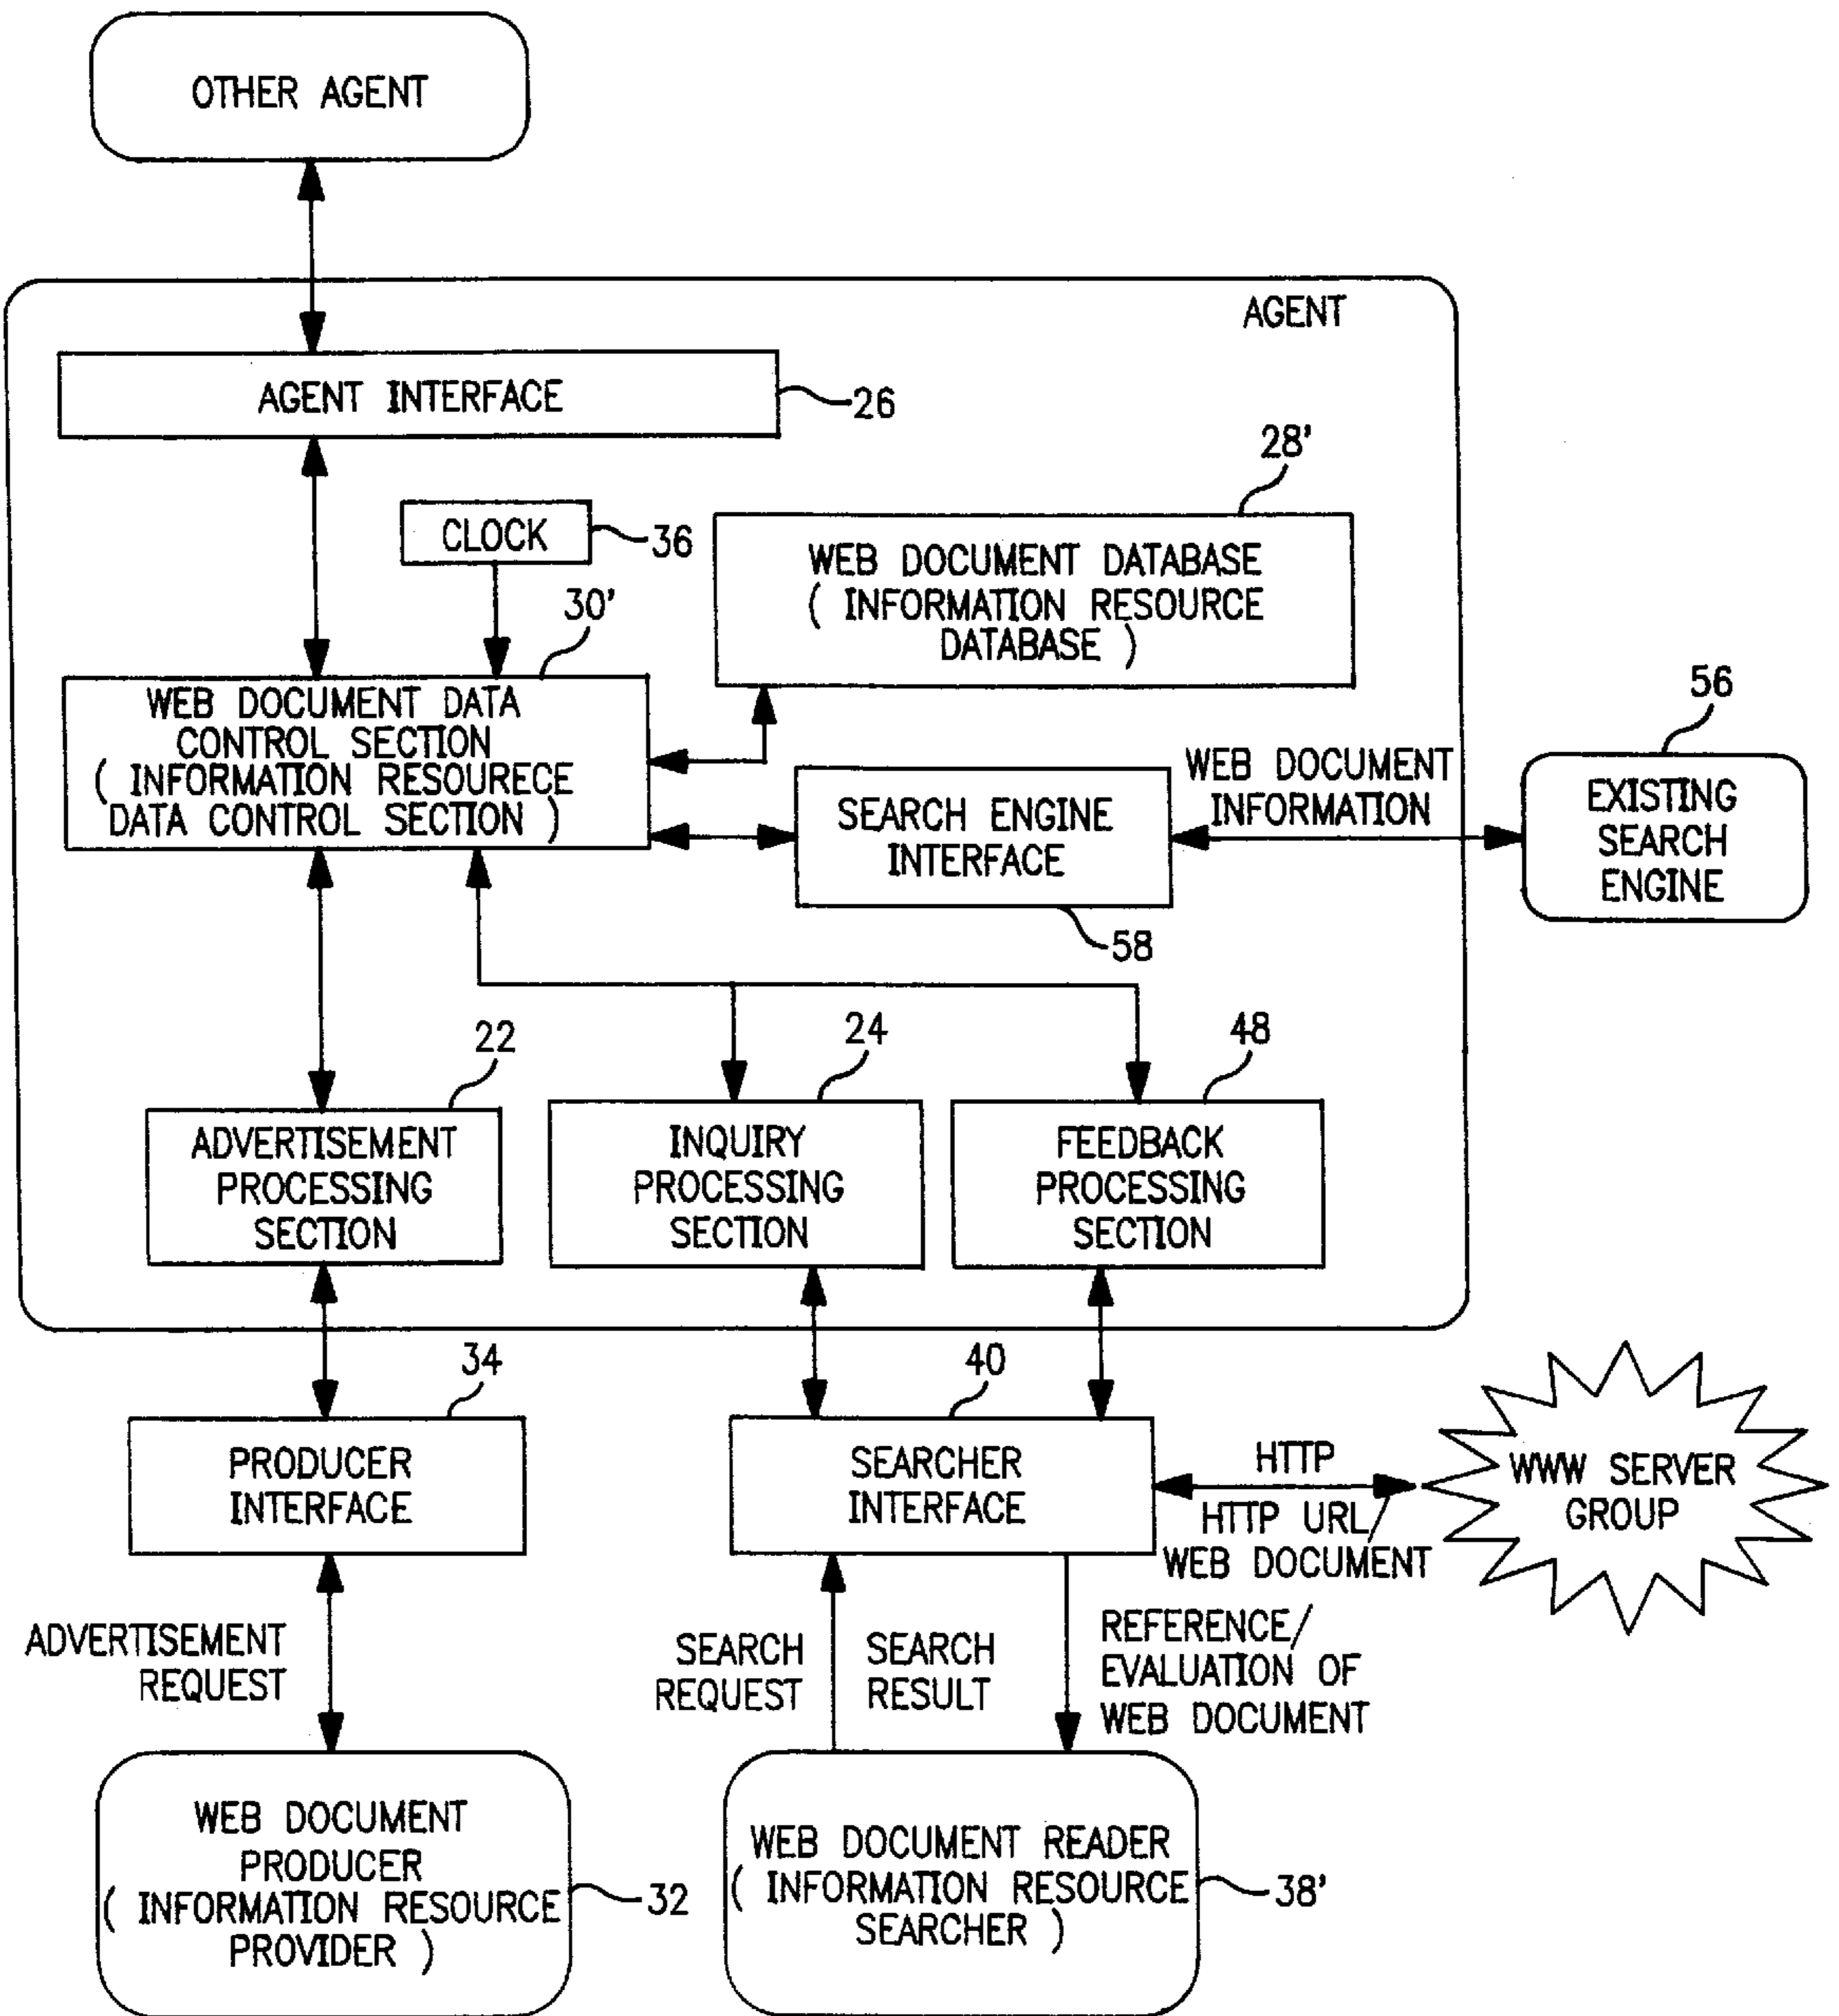 OTHER AGENT
AGENT
AGENT INTERFACE
26
28'
CLOCK
36
WEB DOCUMENT DATABASE
( INFORMATION RESOURCE
DATABASE )
30'
WEB DOCUMENT DATA
CONTROL SECTION
( INFORMATION RESOURECE
DATA CONTROL SECTION )
56
WEB DOCUMENT
INFORMATION
SEARCH ENGINE
INTERFACE
EXISTING
SEARCH
ENGINE
58
22
24
48
ADVERTISEMENT
PROCESSING
SECTION
INQUIRY
PROCESSING
SECTION
FEEDBACK
PROCESSING
SECTION
34
40
PRODUCER
INTERFACE
SEARCHER
INTERFACE
HTTP
HTTP URL/
WEB DOCUMENT
WWW SERVER
GROUP
ADVERTISEMENT
REQUEST
SEARCH
REQUEST
SEARCH
RESULT
REFERENCE/
EVALUATION OF
WEB DOCUMENT
WEB DOCUMENT
PRODUCER
( INFORMATION RESOURCE
PROVIDER )
32
WEB DOCUMENT READER
( INFORMATION RESOURCE
SEARCHER )
38'